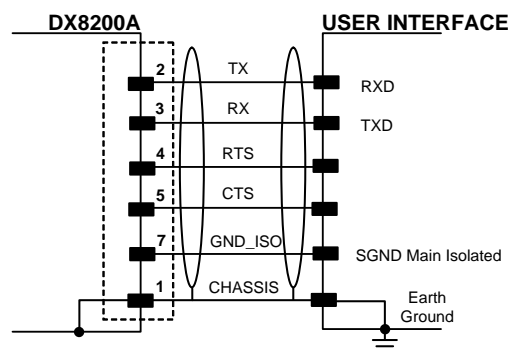 DX8200A USER INTERFACE
2 TX RXD
3 RX TXD
4 RTS
5 CTS
7 GND_ISO SGND Main Isolated
1 CHASSIS Earth
Ground